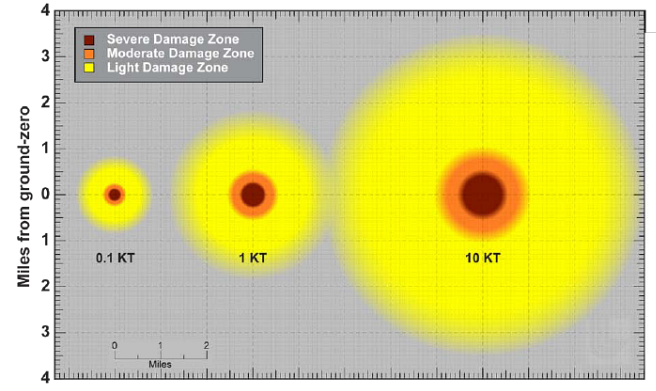 4
3
2
1
0
1
2
3
4
Miles from ground-zero
Severe Damage Zone
Moderate Damage Zone
Light Damage Zone
0.1 KT
1 KT
10 KT
0 1 2
Miles